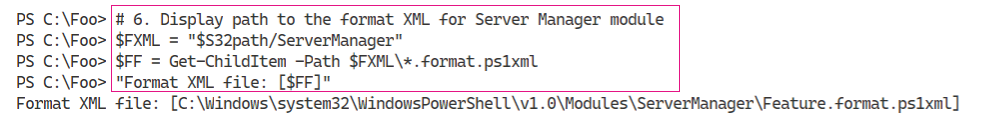 PS C:\Foo> # 6. Display path to the format XML for Server Manager module
PS C:\Foo> $FXML = "$S32path/ServerManager"
PS C:\Foo> $FF = Get-ChildItem -Path $FXML\*.format.ps1xml
PS C:\Foo> "Format XML file: [$FF]"
Format XML file: [C:\Windows\system32\WindowsPowerShell\v1.0\Modules\ServerManager\Feature.format.ps1xml]